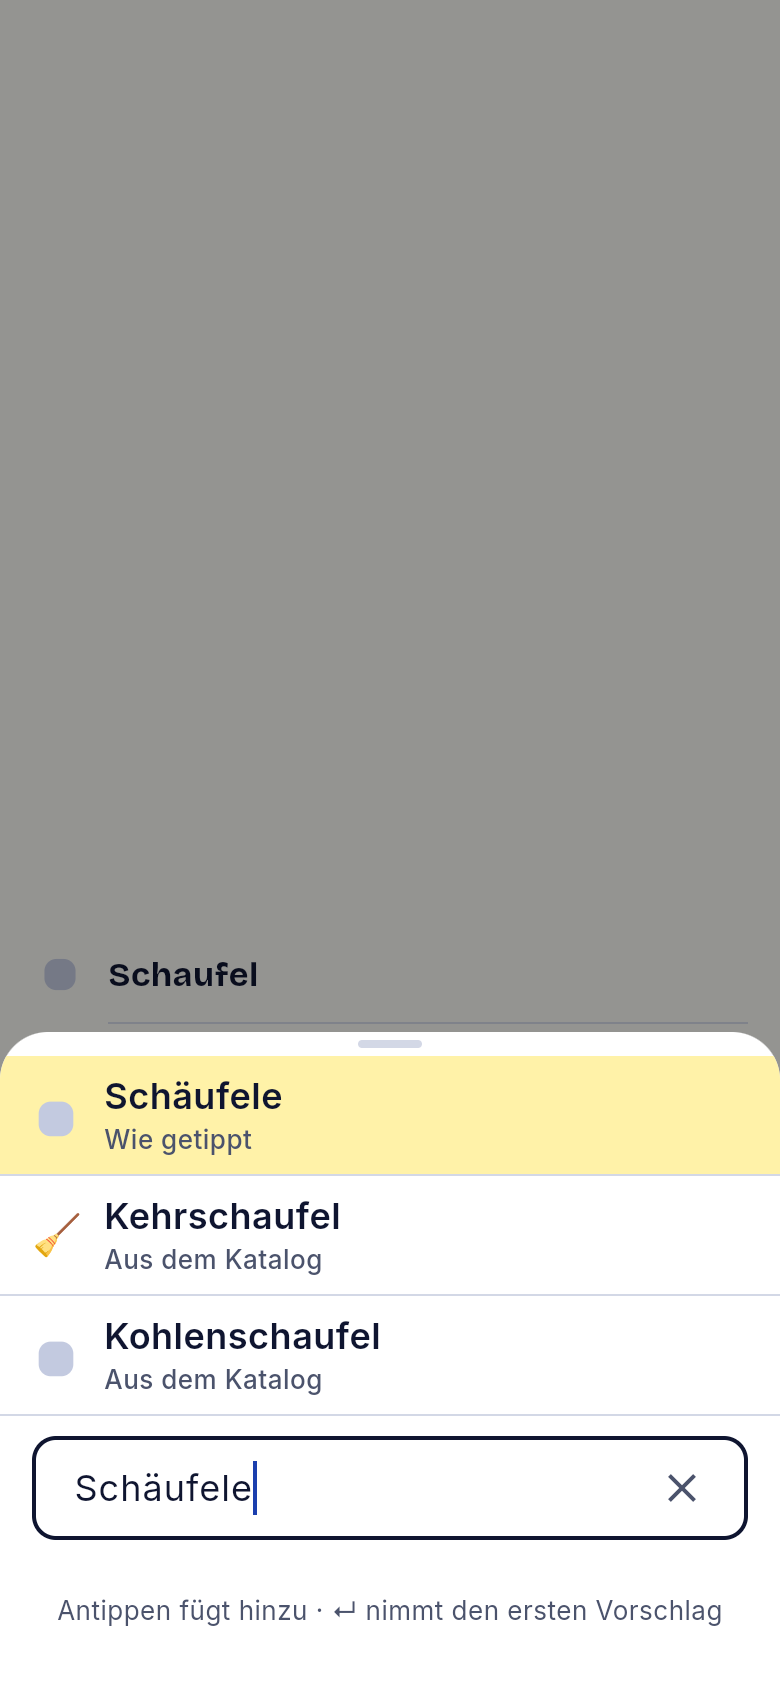 Schaufel
Schäufele
Wie getippt
Kehrschaufel
Aus dem Katalog
Kohlenschaufel
Aus dem Katalog
Schäufele
Antippen fügt hinzu · ↵ nimmt den ersten Vorschlag